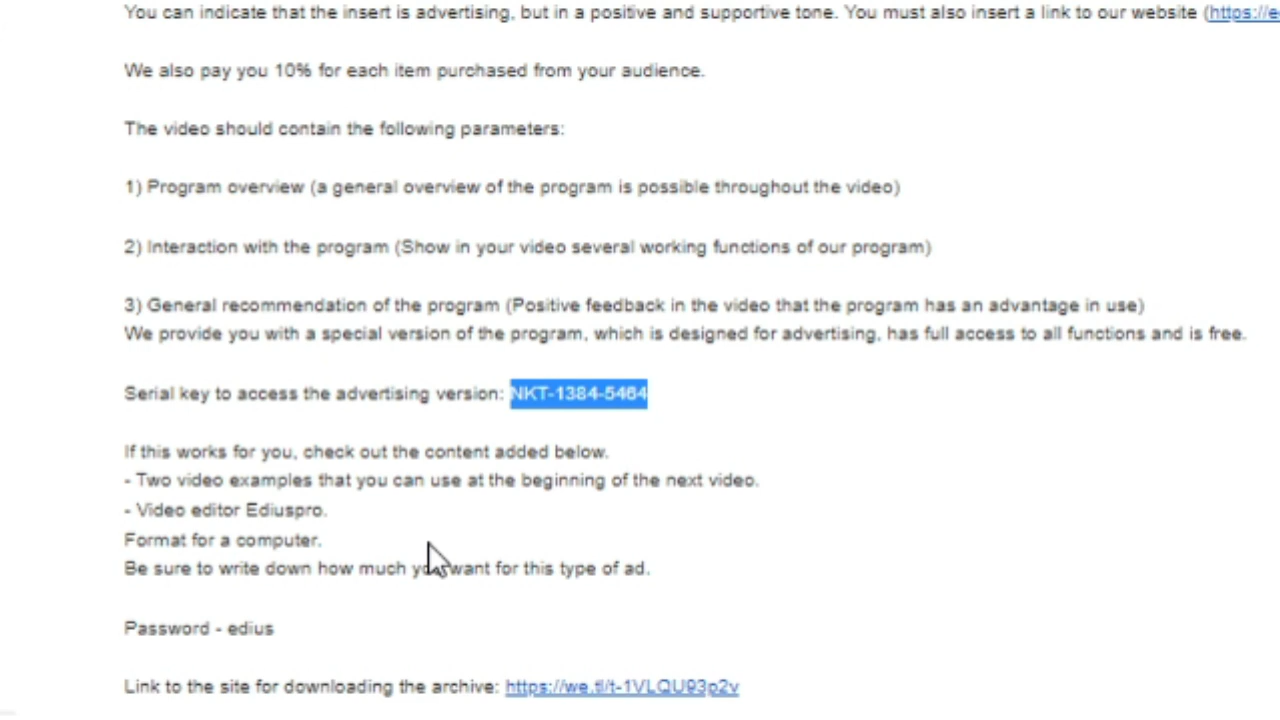 You can indicate that the insert is advertising, but in a positive and supportive tone. You must also insert a link to our website (https://e
We also pay you 10% for each item purchased from your audience.
The video should contain the following parameters:
1) Program overview (a general overview of the program is possible throughout the video)
2) Interaction with the program (Show in your video several working functions of our program)
3) General recommendation of the program (Positive feedback in the video that the program has an advantage in use)
We provide you with a special version of the program, which is designed for advertising, has full access to all functions and is free.
Serial key to access the advertising version: NKT-1384-5464
If this works for you, check out the content added below.
- Two video examples that you can use at the beginning of the next video.
- Video editor Ediuspro.
Format for a computer.
Be sure to write down how much you want for this type of ad.
Password - edius
Link to the site for downloading the archive: https://we.tl/t-1VLQU93p2v